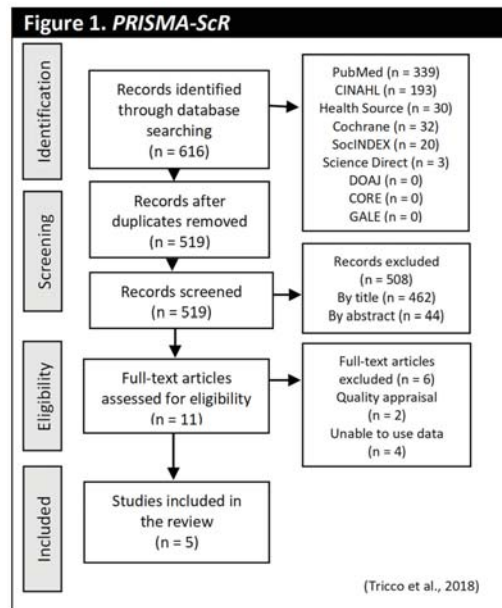 Figure 1. PRISMA-ScR
Identification
Records identified
through database
searching
(n = 616)
PubMed (n = 339)
CINAHL (n = 193)
Health Source (n = 30)
Cochrane (n = 32)
SocINDEX (n = 20)
Science Direct (n = 3)
DOAJ (n = 0)
CORE (n = 0)
GALE (n = 0)
Screening
Records after
duplicates removed
(n = 519)
Records screened
(n = 519)
Records excluded
(n = 508)
By title (n = 462)
By abstract (n = 44)
Eligibility
Full-text articles
assessed for eligibility
(n = 11)
Full-text articles
excluded (n = 6)
Quality appraisal
(n = 2)
Unable to use data
(n = 4)
Included
Studies included in
the review
(n = 5)
(Tricco et al., 2018)